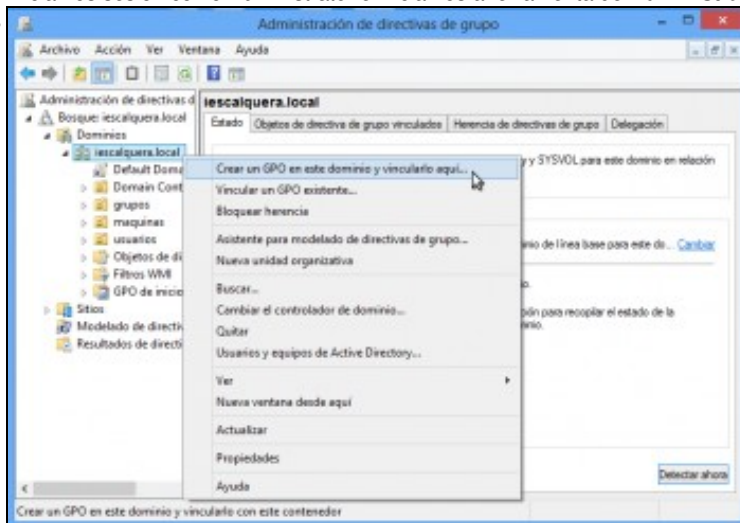 Administración de directivas de grupo
Archivo Acción Ver Ventana Ayuda
Administración de directivas d
Bosque: iescalquera.local
Dominios
iescalquera.local
Default Doma
Domain Cont
grupos
maquinas
usuarios
Objetos de di
Filtros WMI
GPO de inicio
Sitios
Modelado de directiv
Resultados de directi
iescalquera.local
Estado Objetos de directiva de grupo vinculados Herencia de directivas de grupo Delegación
y SYSVOL para este dominio en relación
Crear un GPO en este dominio y vincularlo aquí...
Vincular un GPO existente...
Bloquear herencia
Asistente para modelado de directivas de grupo...
Nueva unidad organizativa
Buscar...
Cambiar el controlador de dominio...
Quitar
Usuarios y equipos de Active Directory...
Ver
Nueva ventana desde aquí
Actualizar
Propiedades
Ayuda
de línea base para este do... Cambiar
para recopilar el estado de la
Detectar ahora
Crear un GPO en este dominio y vincularlo con este contenedor